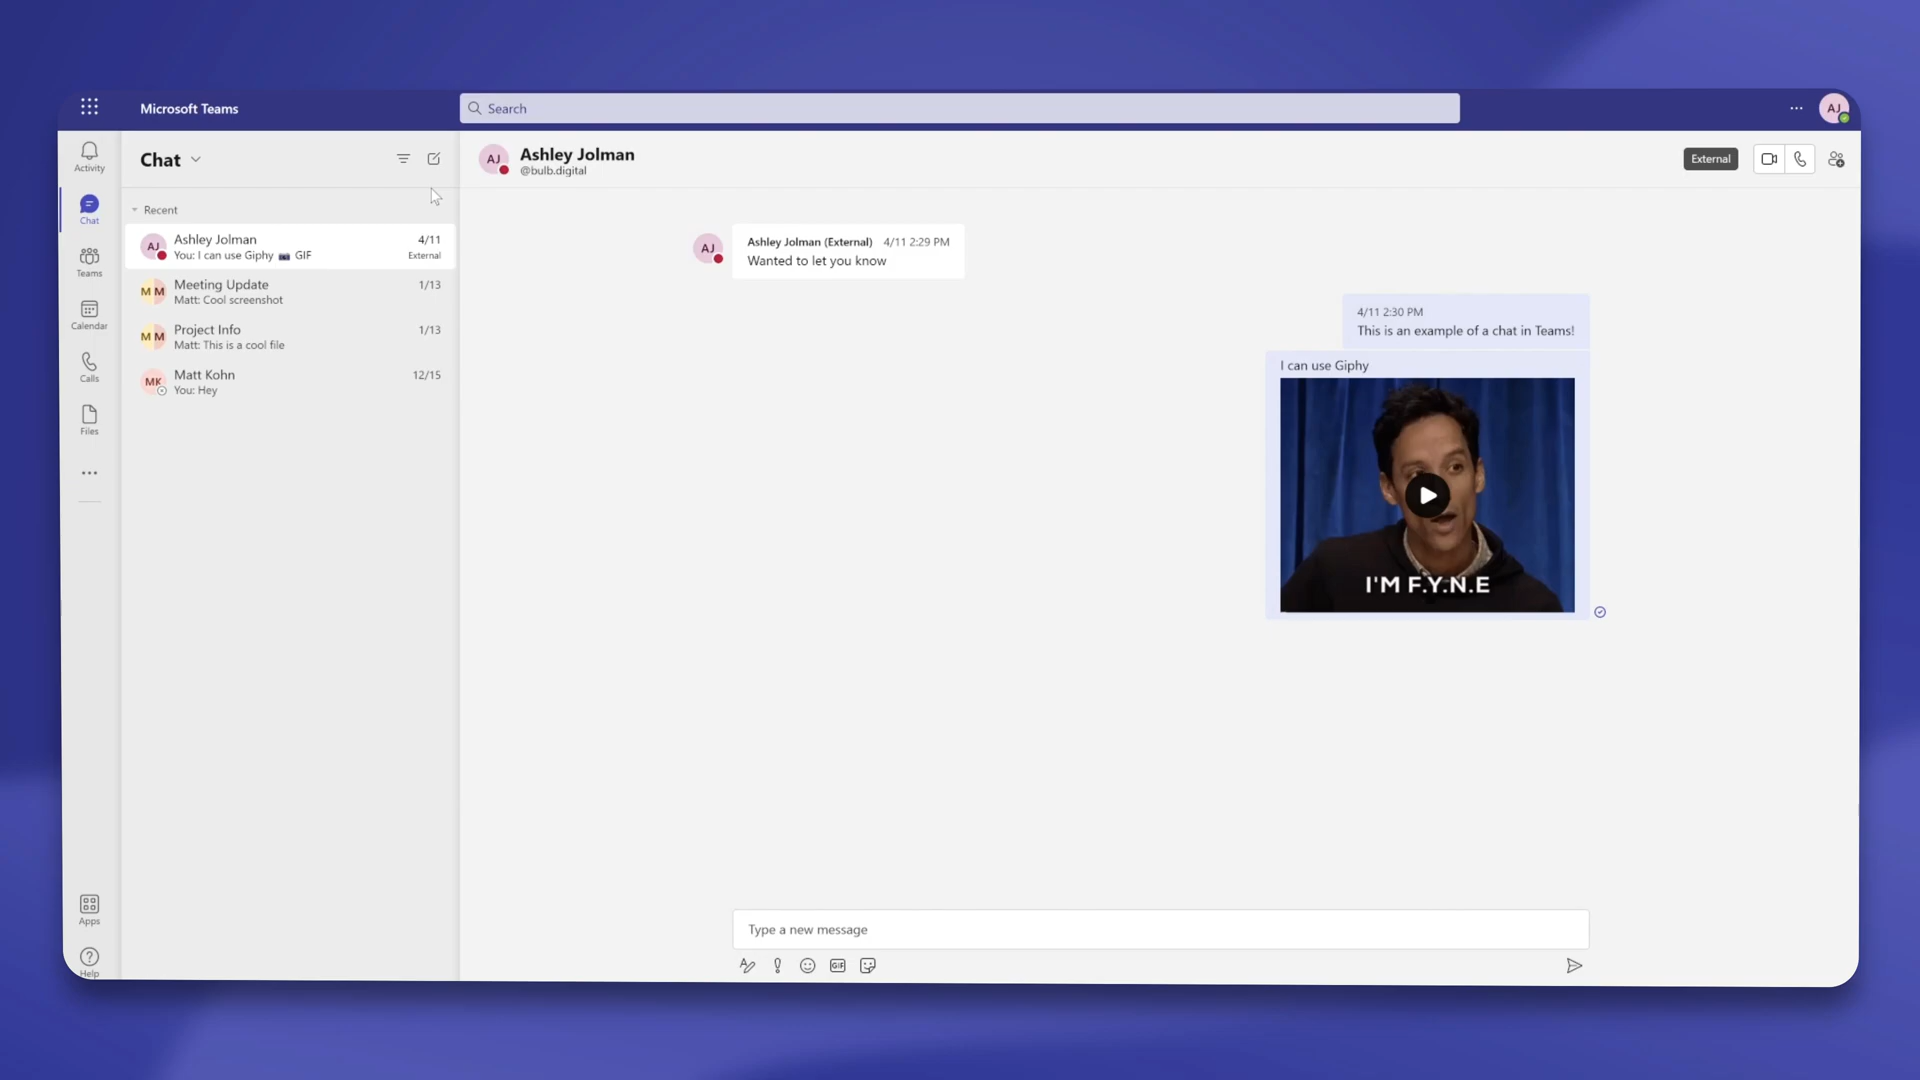 Microsoft Teams
Search
AJ
Activity
Chat
Teams
Calendar
Calls
Files
Apps
Help
Chat
Recent
AJ
Ashley Jolman
4/11
You: I can use Giphy 📷 GIF
External
M M
Meeting Update
1/13
Matt: Cool screenshot
M M
Project Info
1/13
Matt: This is a cool file
MK
Matt Kohn
12/15
You: Hey
AJ
Ashley Jolman
@bulb.digital
External
AJ
Ashley Jolman (External) 4/11 2:29 PM
Wanted to let you know
4/11 2:30 PM
This is an example of a chat in Teams!
I can use Giphy
I'M F.Y.N.E
Type a new message
GIF